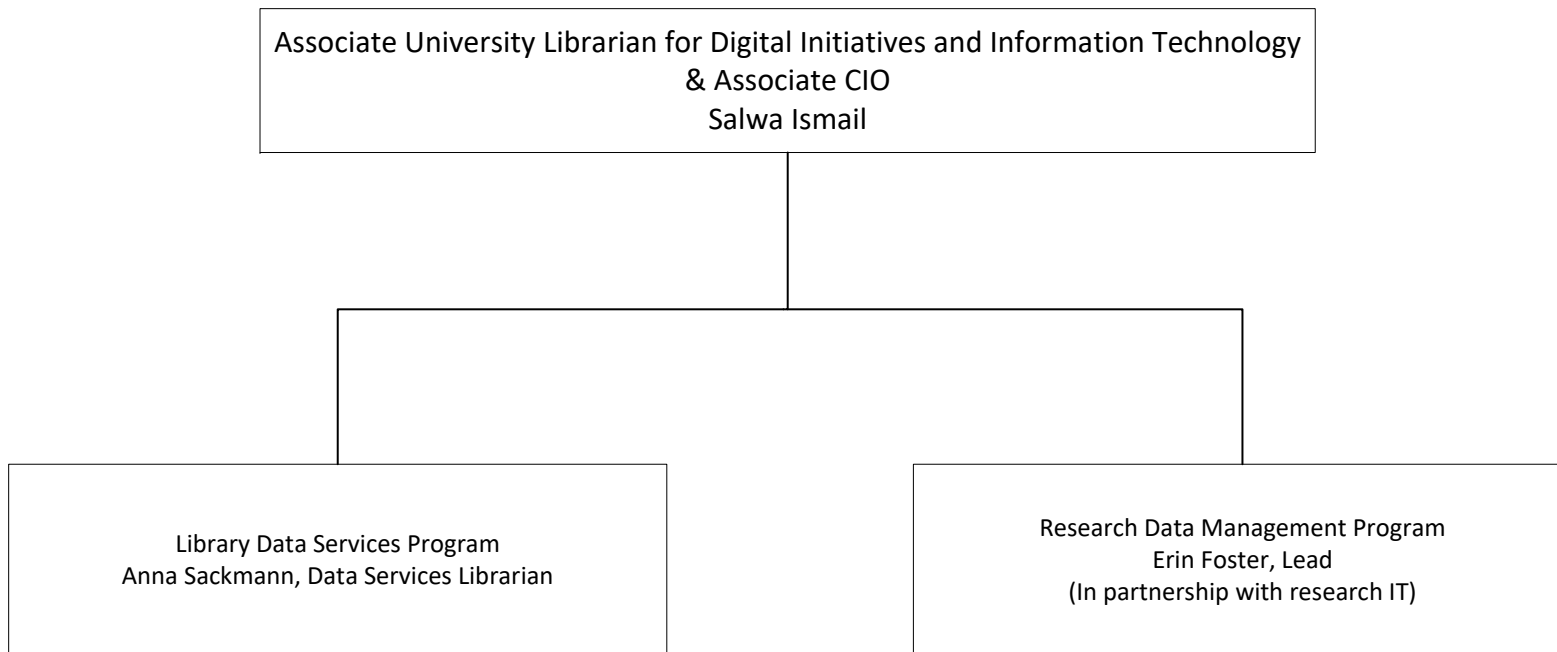 Associate University Librarian for Digital Initiatives and Information Technology
& Associate CIO
Salwa Ismail
Library Data Services Program
Anna Sackmann, Data Services Librarian
Research Data Management Program
Erin Foster, Lead
(In partnership with research IT)